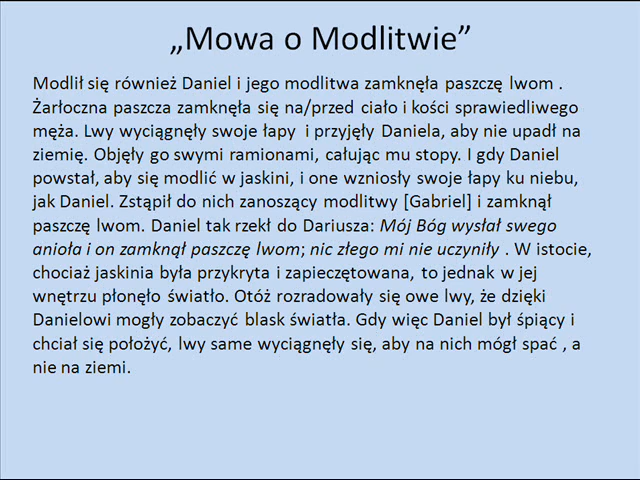 „Mowa o Modlitwie”
Modlił się również Daniel i jego modlitwa zamknęła paszczę lwom .
Żarłoczna paszcza zamknęła się na/przed ciało i kości sprawiedliwego
męża. Lwy wyciągnęły swoje łapy  i przyjęły Daniela, aby nie upadł na
ziemię. Objęły go swymi ramionami, całując mu stopy. I gdy Daniel
powstał, aby się modlić w jaskini, i one wzniosły swoje łapy ku niebu,
jak Daniel. Zstąpił do nich zanoszący modlitwy [Gabriel] i zamknął
paszczę lwom. Daniel tak rzekł do Dariusza: Mój Bóg wysłał swego
anioła i on zamknął paszczę lwom; nic złego mi nie uczyniły . W istocie,
chociaż jaskinia była przykryta i zapieczętowana, to jednak w jej
wnętrzu płonęło światło. Otóż rozradowały się owe lwy, że dzięki
Danielowi mogły zobaczyć blask światła. Gdy więc Daniel był śpiący i
chciał się położyć, lwy same wyciągnęły się, aby na nich mógł spać , a
nie na ziemi.